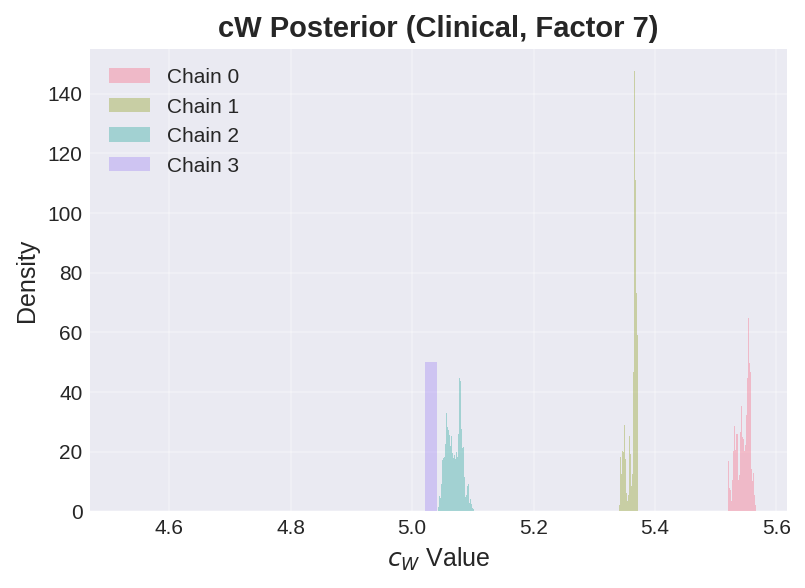 cW Posterior (Clinical, Factor 7)
Chain 0
Chain 1
Chain 2
Chain 3
Density
140
120
100
80
60
40
20
0
4.6 4.8 5.0 5.2 5.4 5.6
c_W Value